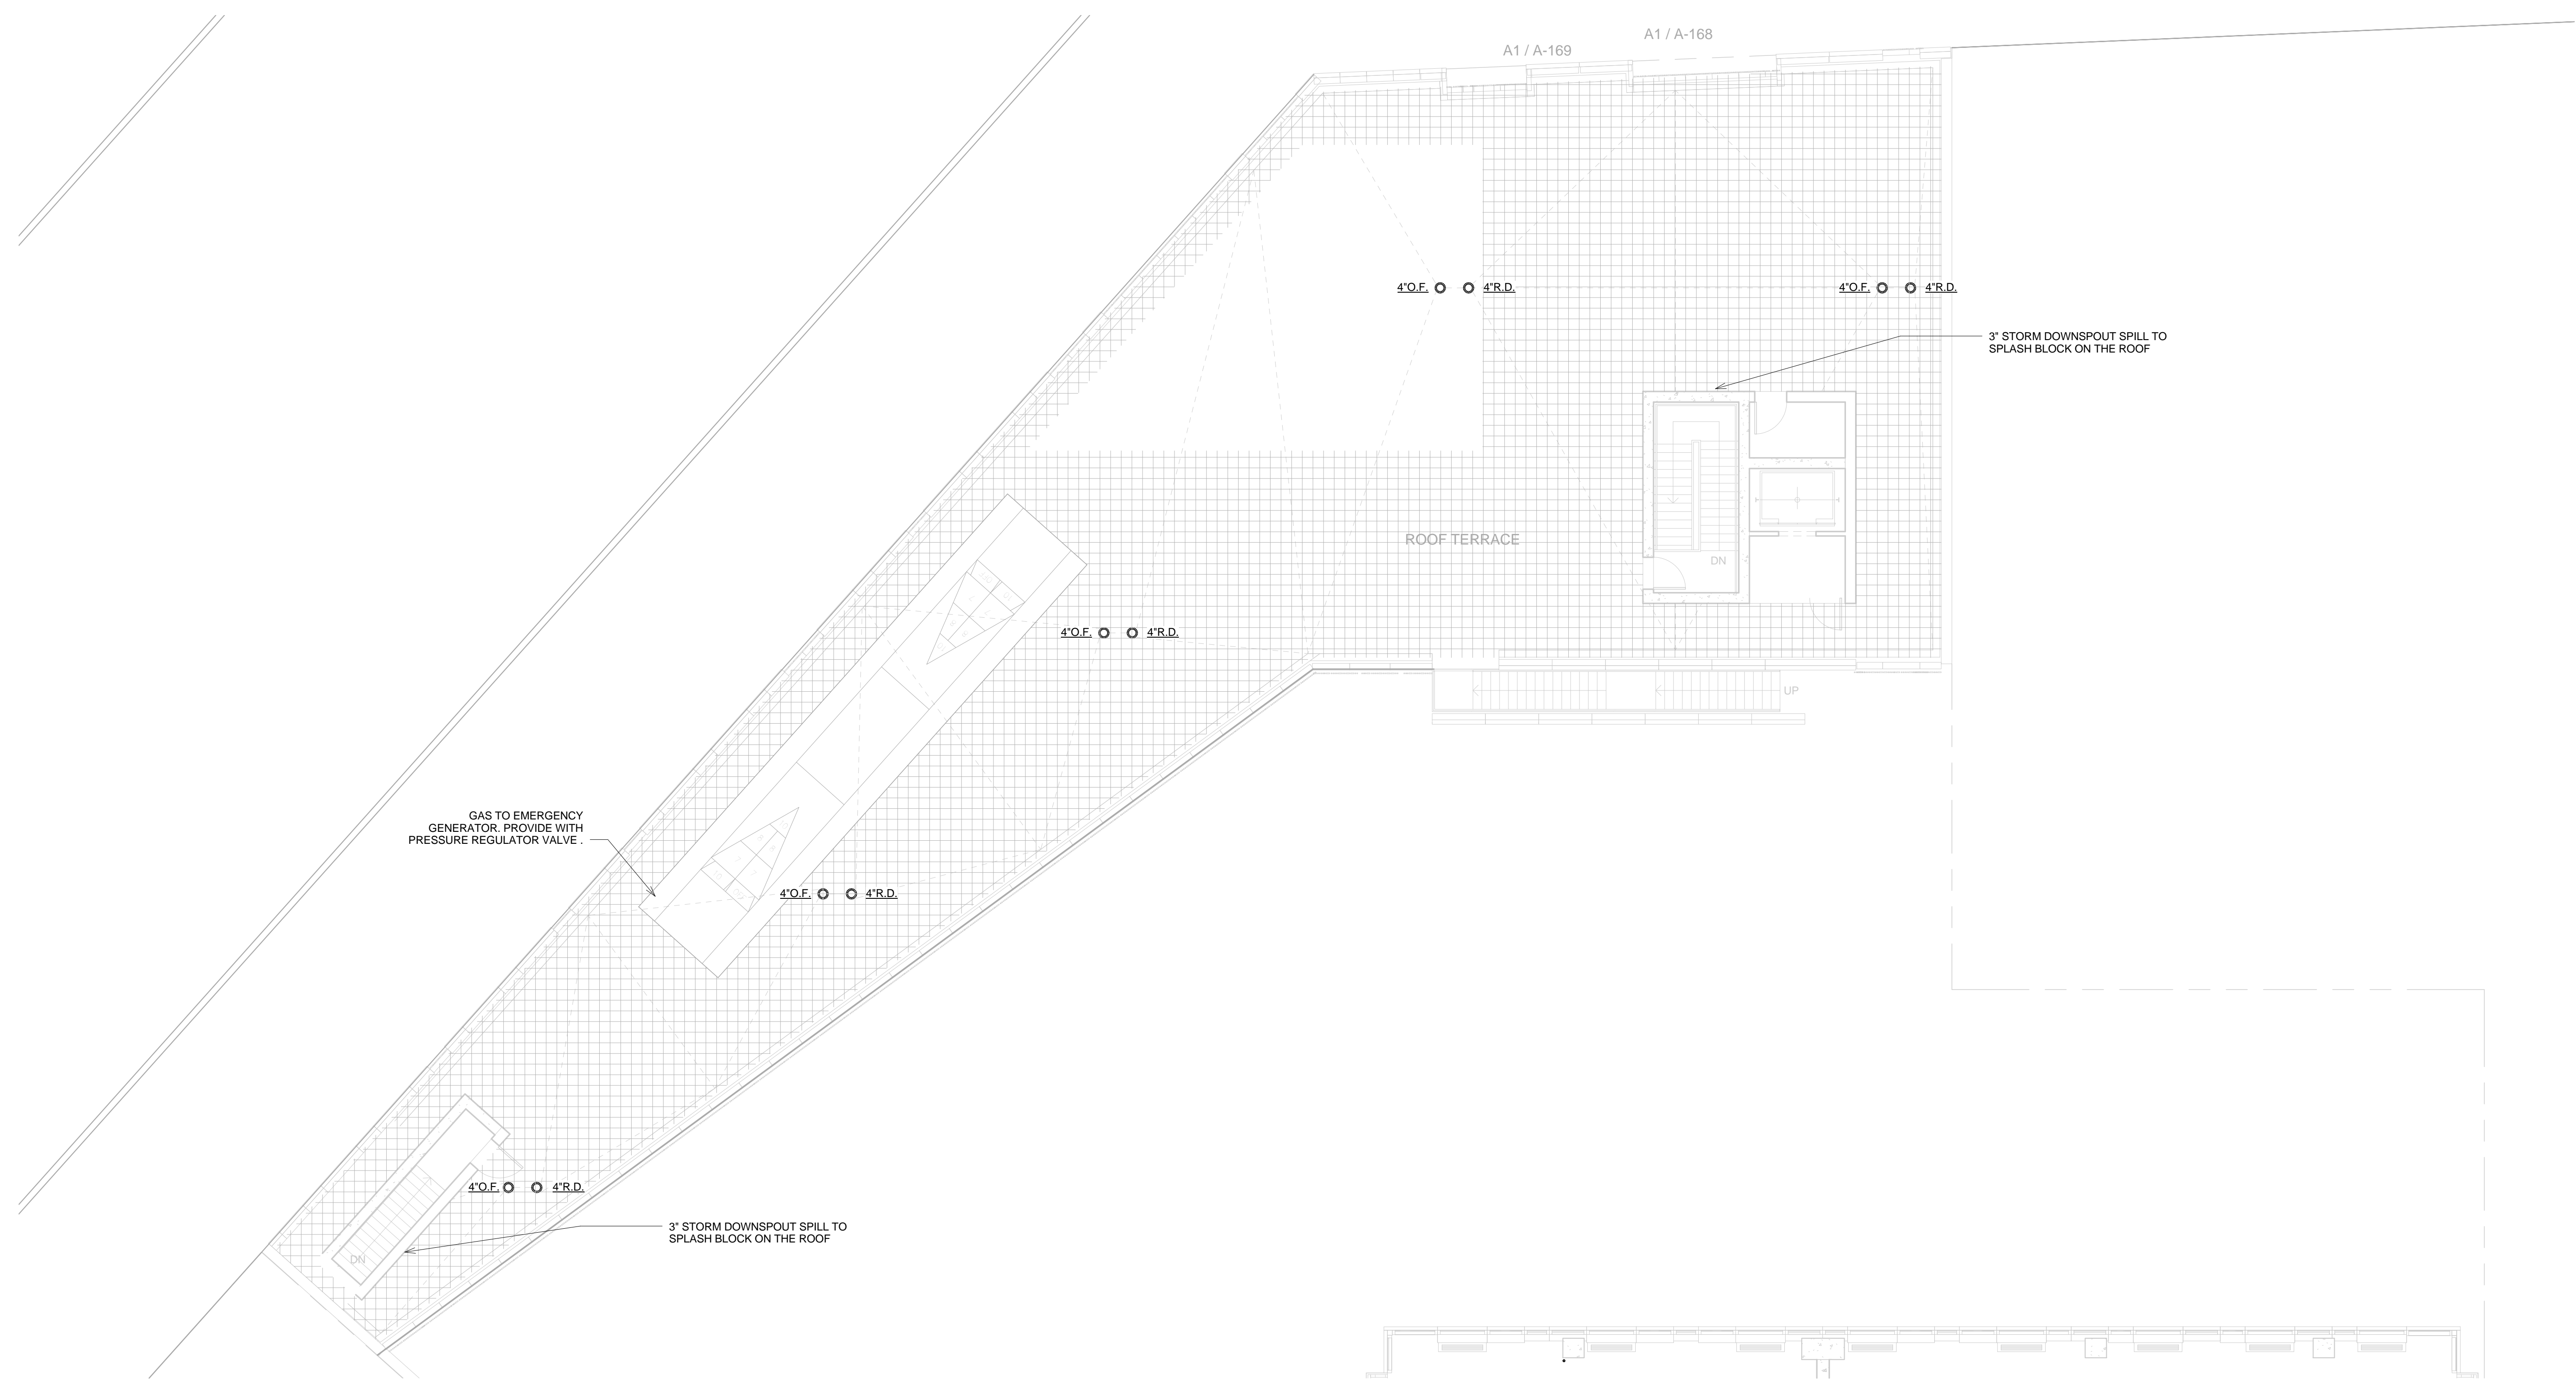 A1 / A-168
A1 / A-169
4"O.F.
4"R.D.
4"O.F.
4"R.D.
3" STORM DOWNSPOUT SPILL TO
SPLASH BLOCK ON THE ROOF
ROOF TERRACE
DN
4"O.F.
4"R.D.
UP
GAS TO EMERGENCY
GENERATOR. PROVIDE WITH
PRESSURE REGULATOR VALVE .
4"O.F.
4"R.D.
4"O.F.
4"R.D.
3" STORM DOWNSPOUT SPILL TO
SPLASH BLOCK ON THE ROOF
DN